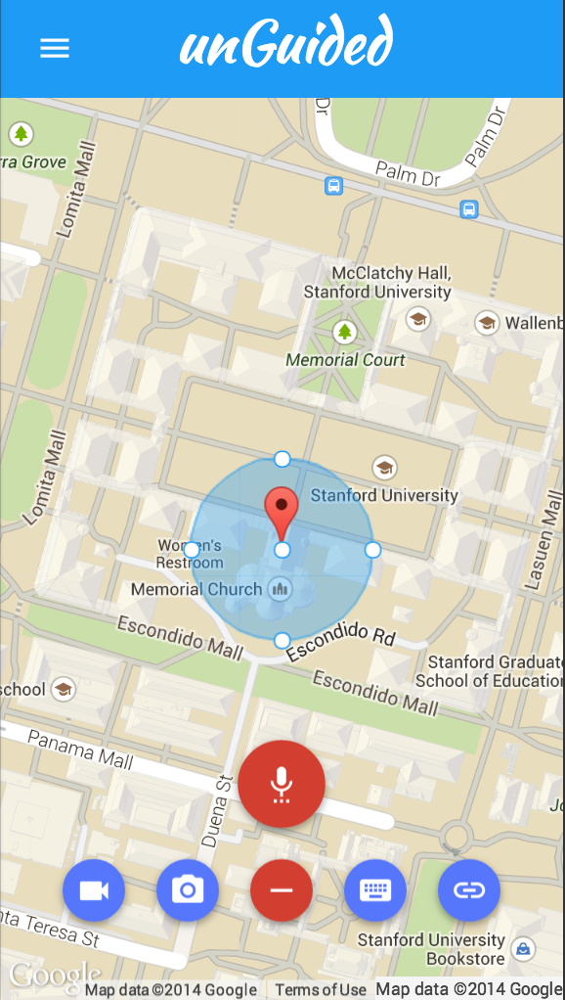 unGuided
Dr
Palm Dr
Palm Dr
rra Grove
Lomita Mall
McClatchy Hall,
Stanford University
Wallenb
Memorial Court
Lomita Mall
Stanford University
Lasuen Mall
Women's
Restroom
Memorial Church
Escondido Mall
Escondido Rd
Stanford Graduate
School of Education
Escondido Mall
school
Panama Mall
Duena St
Jo
nta Teresa St
Stanford University
Bookstore
Google
Map data ©2014 Google
Terms of Use
Map data ©2014 Google